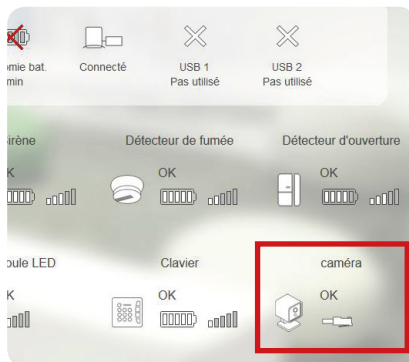 omie bat. Connecté USB 1 USB 2
min Pas utilisé Pas utilisé
irène Détecteur de fumée Détecteur d'ouverture
K OK OK
oule LED Clavier caméra
K OK OK